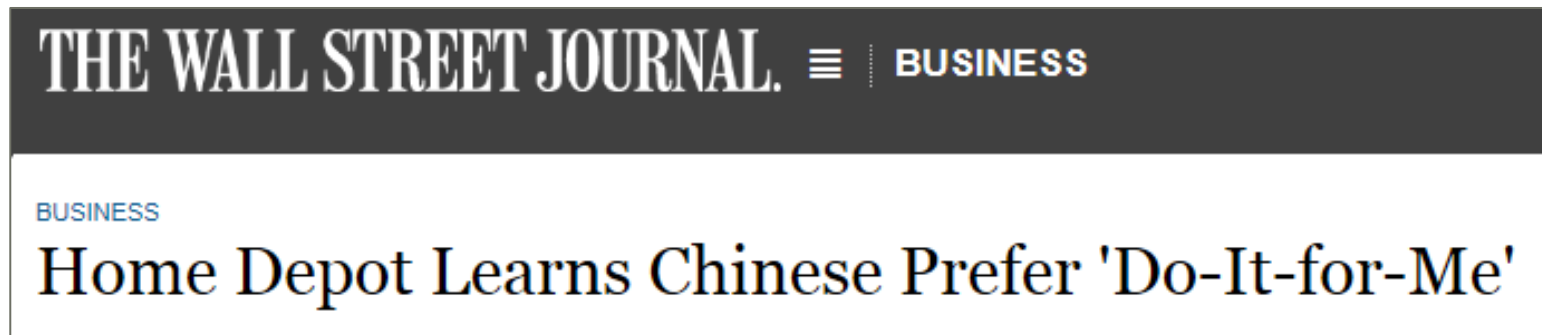 THE WALL STREET JOURNAL. ≡ BUSINESS
BUSINESS
Home Depot Learns Chinese Prefer 'Do-It-for-Me'